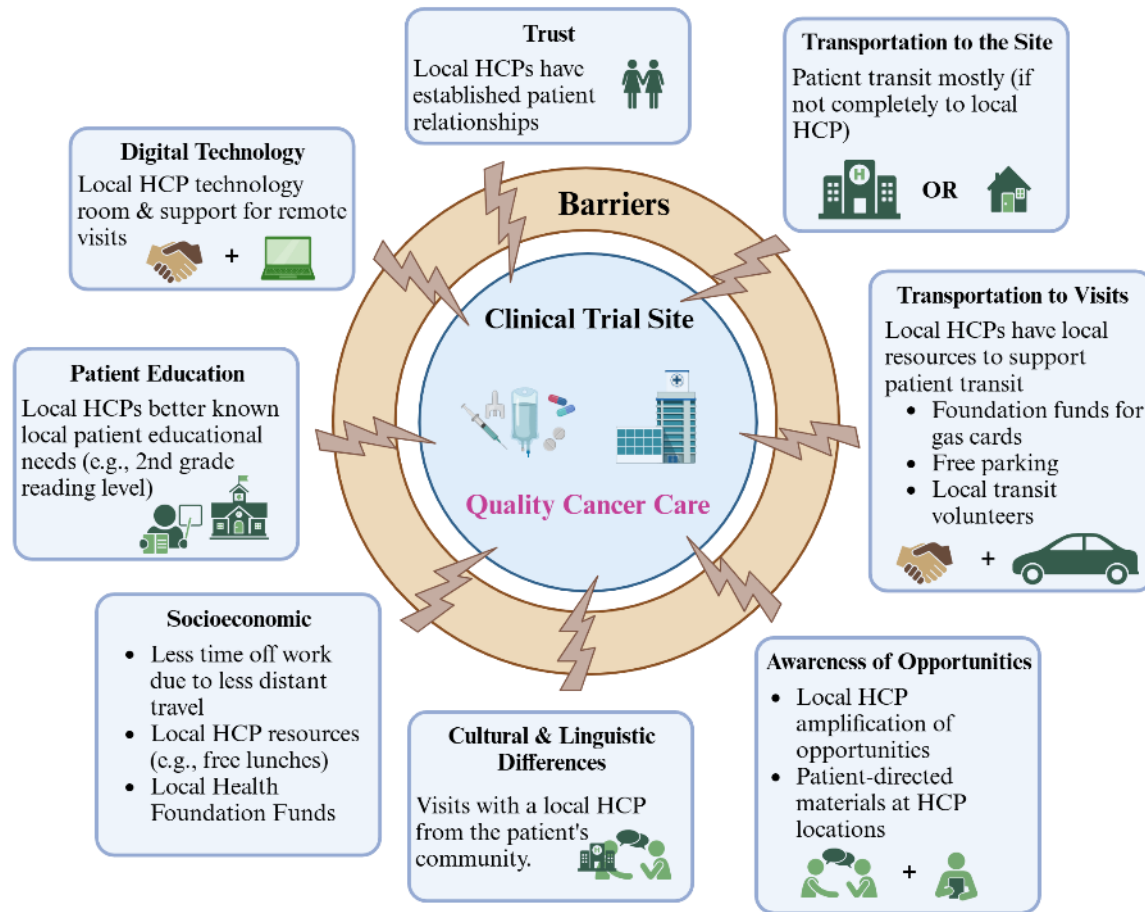 Trust
Local HCPs have
established patient
relationships
Transportation to the Site
Patient transit mostly (if
not completely to local
HCP)
H
OR
Digital Technology
Local HCP technology
room & support for remote
visits
+
Barriers
Clinical Trial Site
Quality Cancer Care
Transportation to Visits
Local HCPs have local
resources to support
patient transit
• Foundation funds for
gas cards
• Free parking
• Local transit
volunteers
+
Patient Education
Local HCPs better known
local patient educational
needs (e.g., 2nd grade
reading level)
Socioeconomic
• Less time off work
due to less distant
travel
• Local HCP resources
(e.g., free lunches)
• Local Health
Foundation Funds
Cultural & Linguistic
Differences
Visits with a local HCP
from the patient's
community.
H
Awareness of Opportunities
• Local HCP
amplification of
opportunities
• Patient-directed
materials at HCP
locations
+